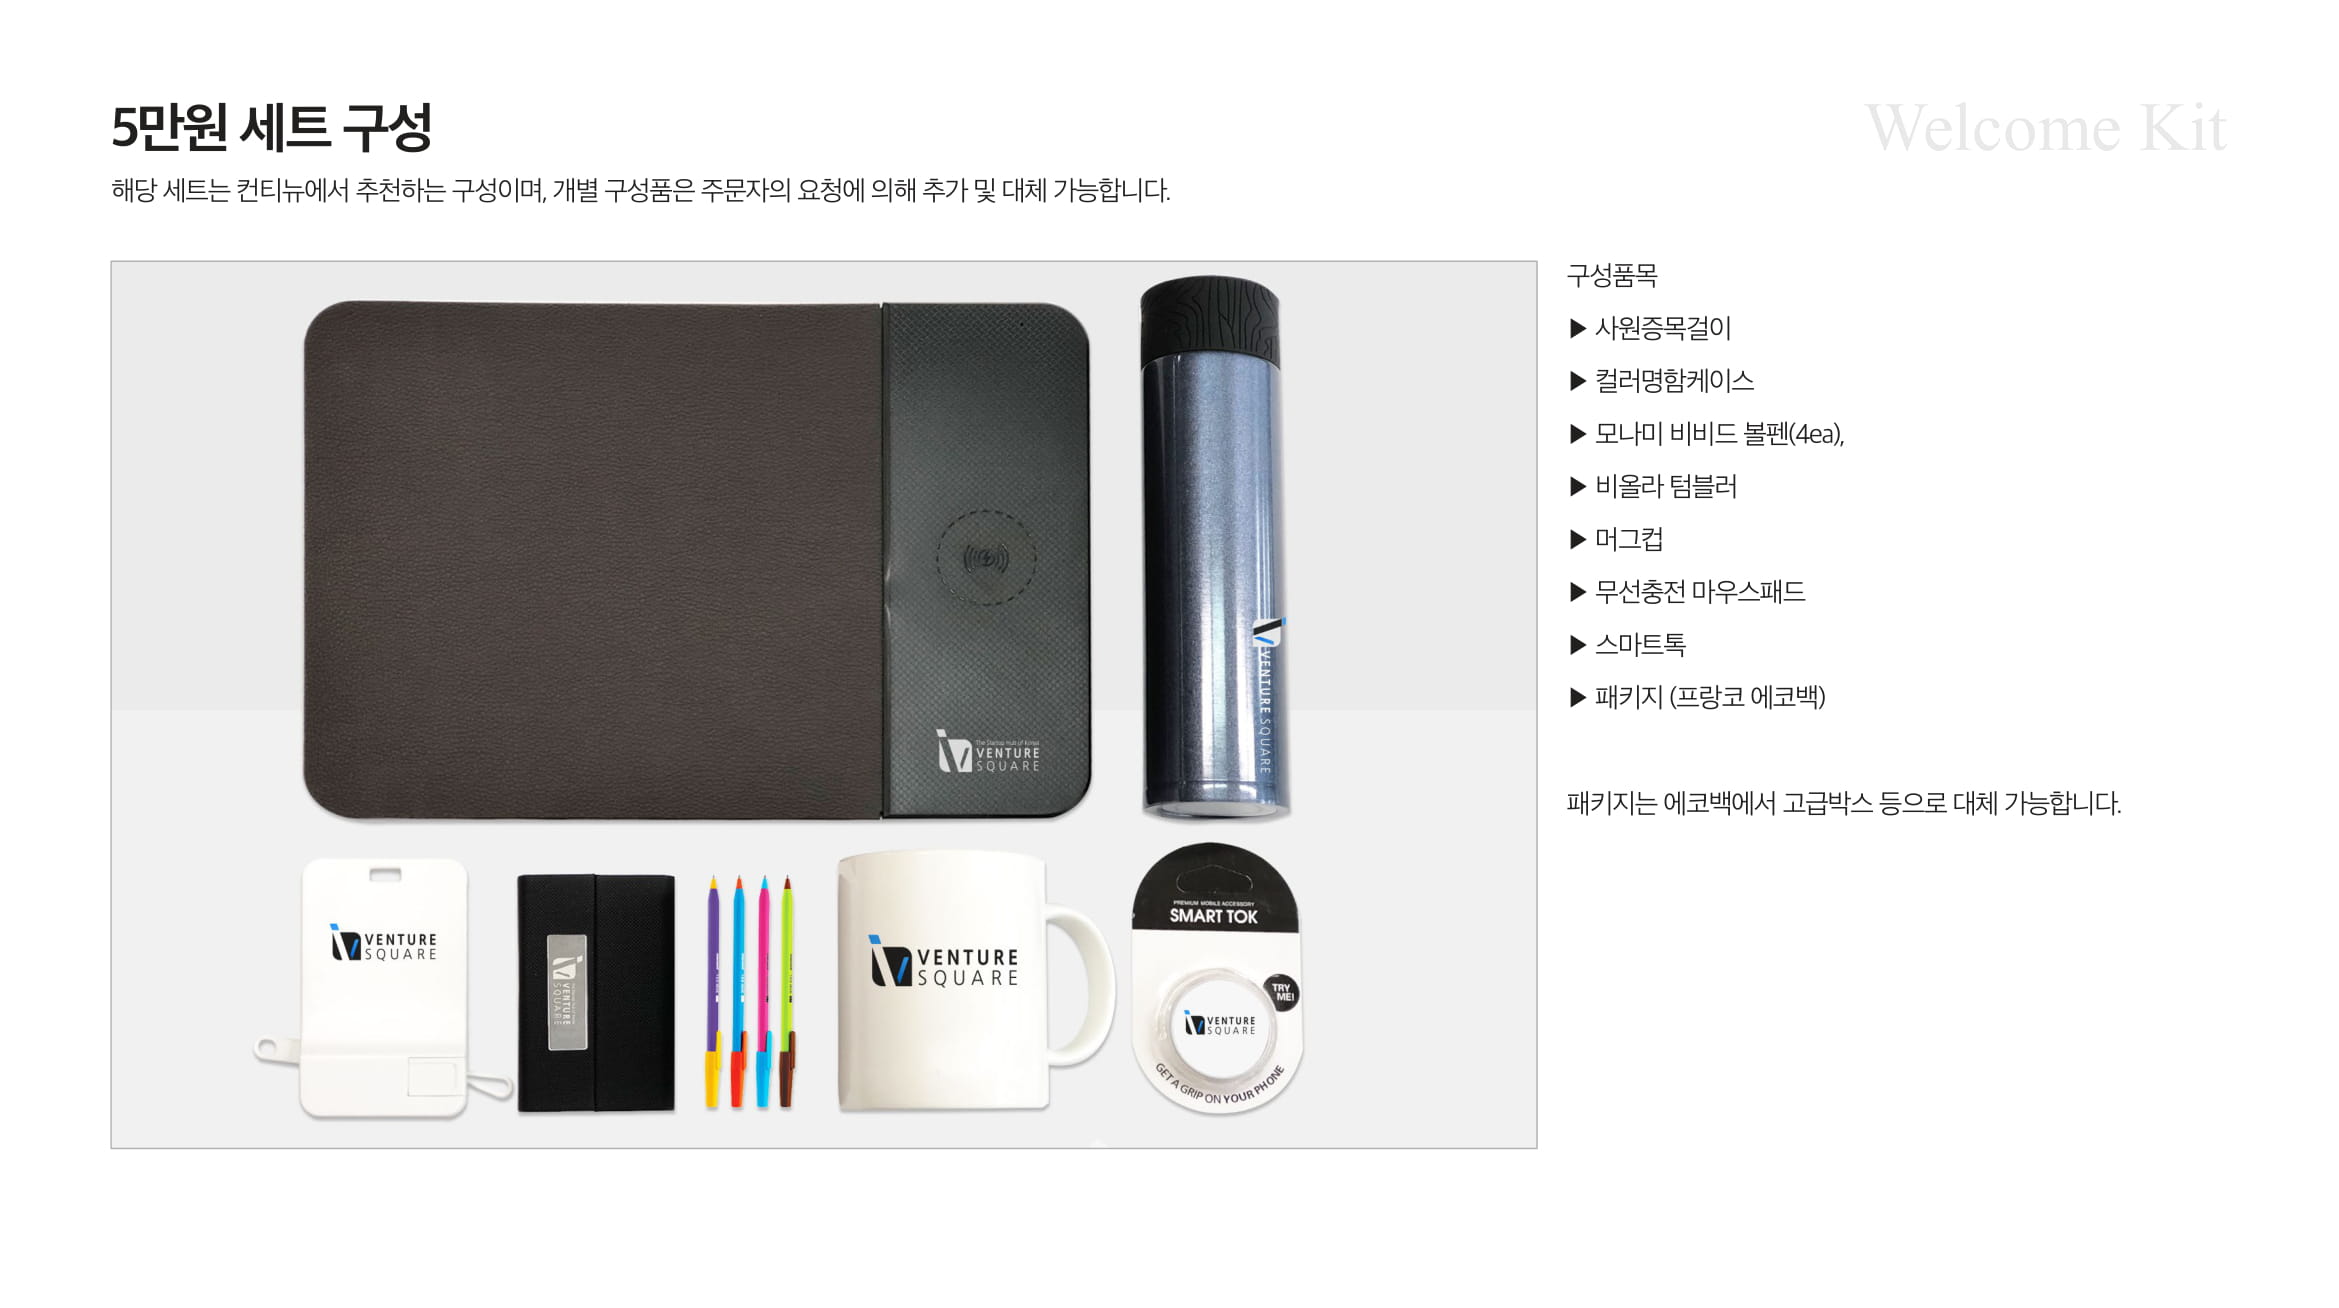 5만원 세트 구성
Welcome Kit
해당 세트는 컨티뉴에서 추천하는 구성이며, 개별 구성품은 주문자의 요청에 의해 추가 및 대체 가능합니다.
구성품목
▶ 사원증목걸이
▶ 컬러명함케이스
▶ 모나미 비비드 볼펜(4ea),
▶ 비올라 텀블러
▶ 머그컵
▶ 무선충전 마우스패드
▶ 스마트톡
▶ 패키지 (프랑코 에코백)
패키지는 에코백에서 고급박스 등으로 대체 가능합니다.
The Startup Hub of Korea
VENTURE
SQUARE
VENTURE SQUARE
VENTURE
SQUARE
VENTURE
SQUARE
VENTURE
SQUARE
PREMIUM MOBILE ACCESSORY
SMART TOK
TRY
ME!
VENTURE
SQUARE
GET A GRIP ON YOUR PHONE